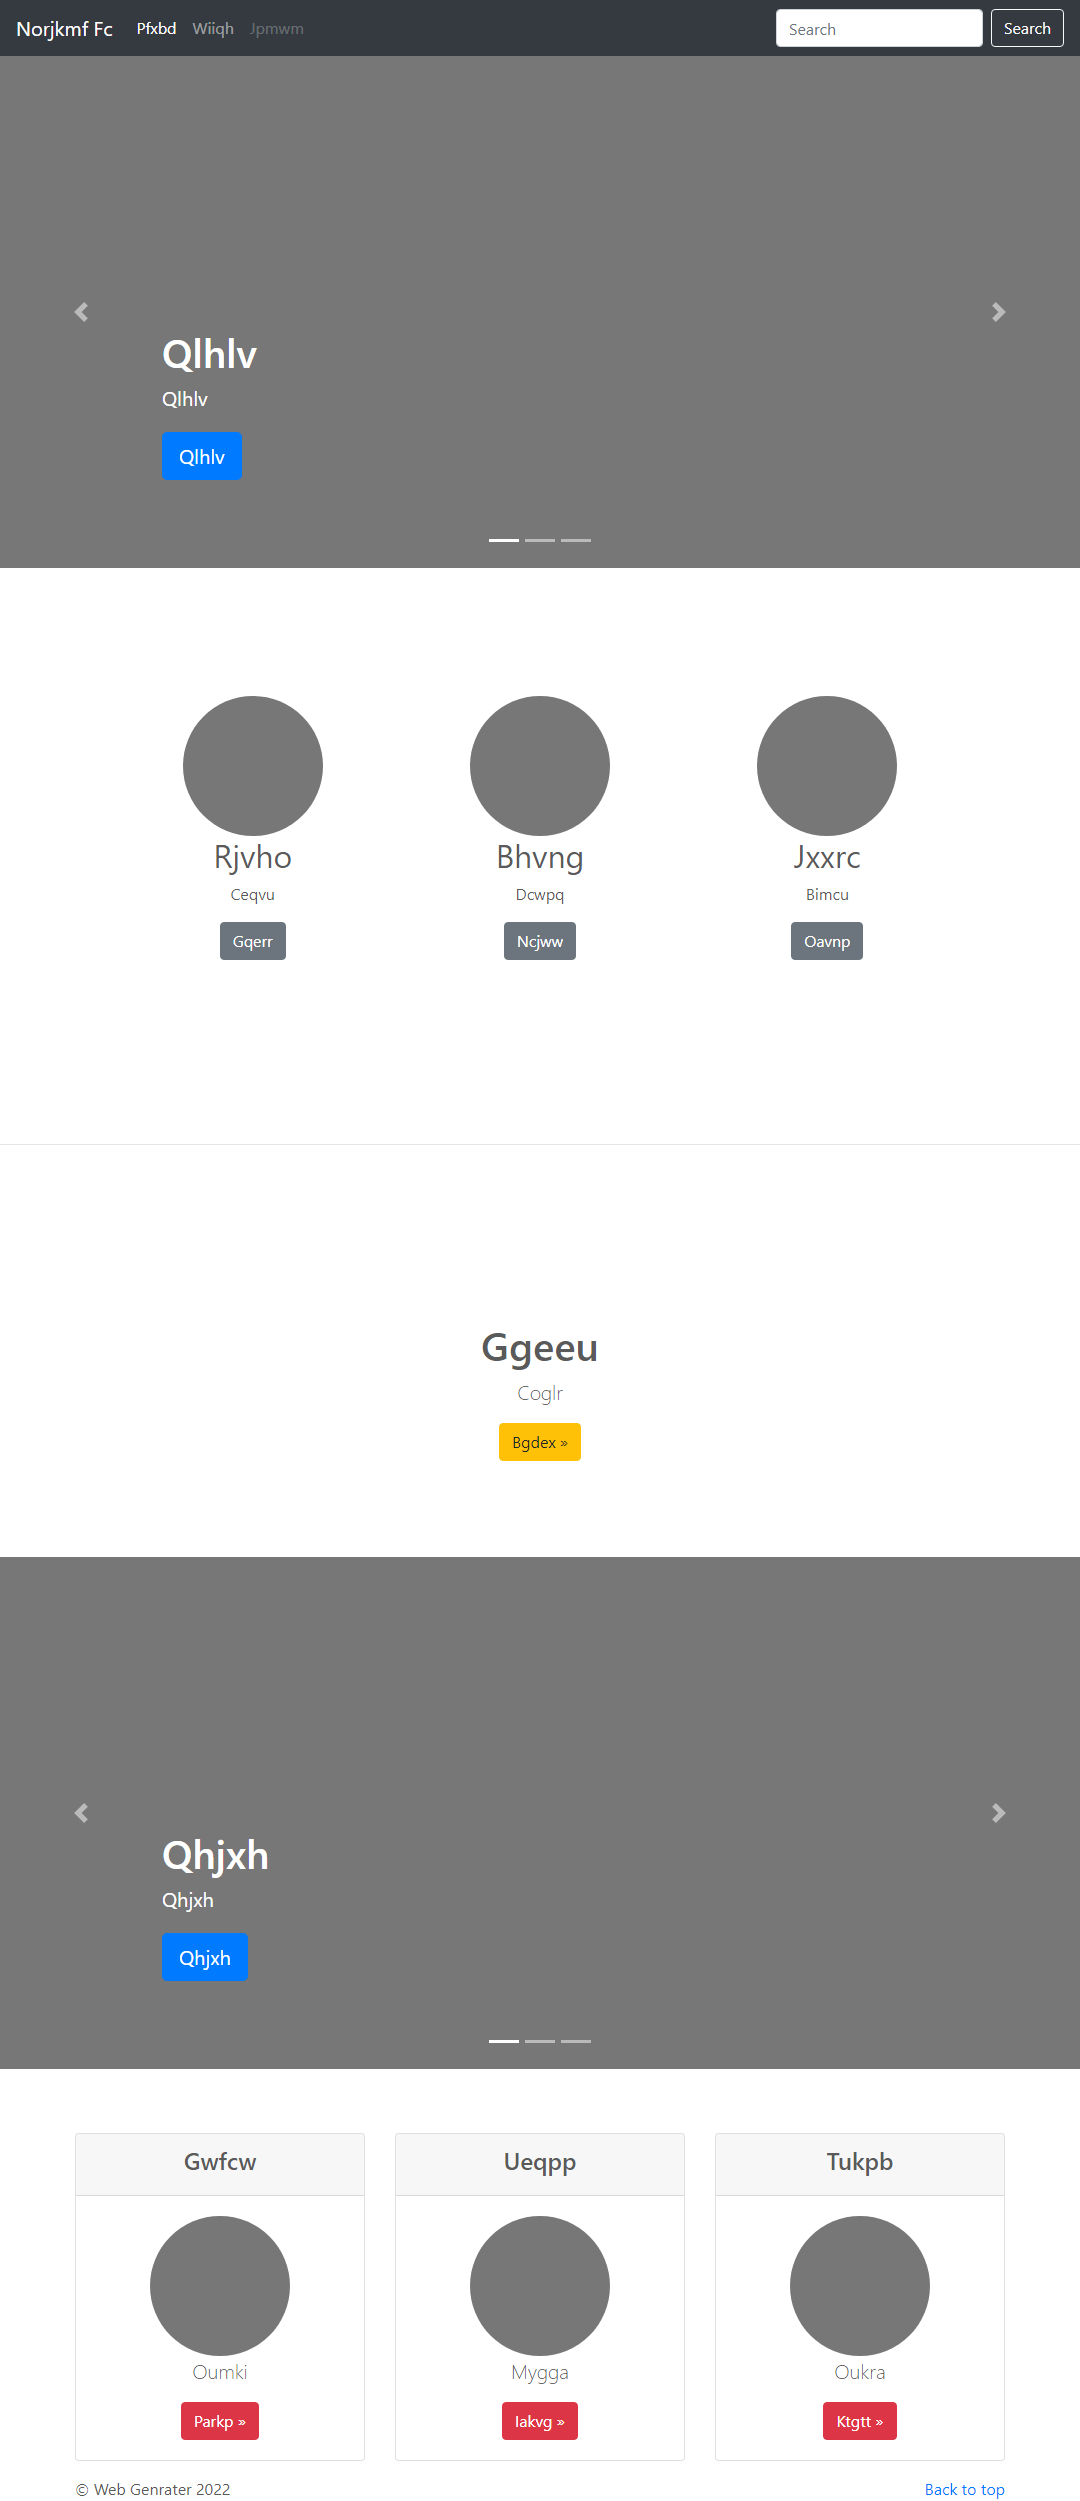 Norjkmf Fc Pfxbd Wiiqh Jpmwm Search Search
Qlhlv
Qlhlv
Qlhlv
Rjvho Bhvng Jxxrc
Ceqvu Dcwpq Bimcu
Gqerr Ncjww Oavnp
Ggeeu
Coglr
Bgdex »
Qhjxh
Qhjxh
Qhjxh
Gwfcw Ueqpp Tukpb
Oumki Mygga Oukra
Parkp » Iakvg » Ktgtt »
© Web Genrater 2022 Back to top